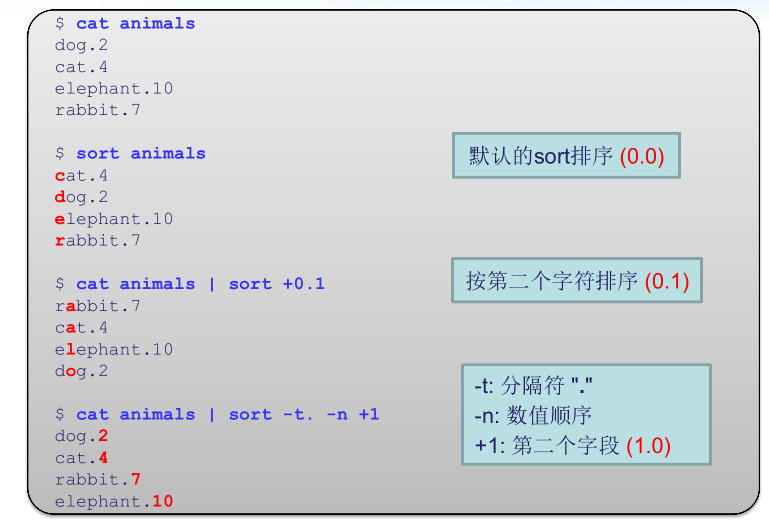 $ cat animals
dog.2
cat.4
elephant.10
rabbit.7
$ sort animals
cat.4
dog.2
elephant.10
rabbit.7
默认的sort排序 (0.0)
$ cat animals | sort +0.1
rabbit.7
cat.4
elephant.10
dog.2
按第二个字符排序 (0.1)
$ cat animals | sort -t. -n +1
dog.2
cat.4
rabbit.7
elephant.10
-t: 分隔符 "."
-n: 数值顺序
+1: 第二个字段 (1.0)